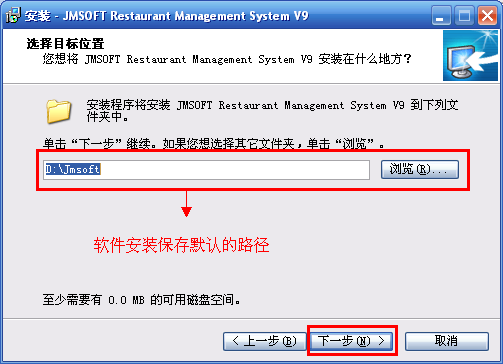 安装 - JMSOFT Restaurant Management System V9
选择目标位置
您想将 JMSOFT Restaurant Management System V9 安装在什么地方？
安装程序将安装 JMSOFT Restaurant Management System V9 到下列文
件夹中。
单击“下一步”继续。如果您想选择其它文件夹，单击“浏览”。
D:\Jmsoft
浏览(R)...
软件安装保存默认的路径
至少需要有 0.0 MB 的可用磁盘空间。
< 上一步(B)
下一步(N) >
取消